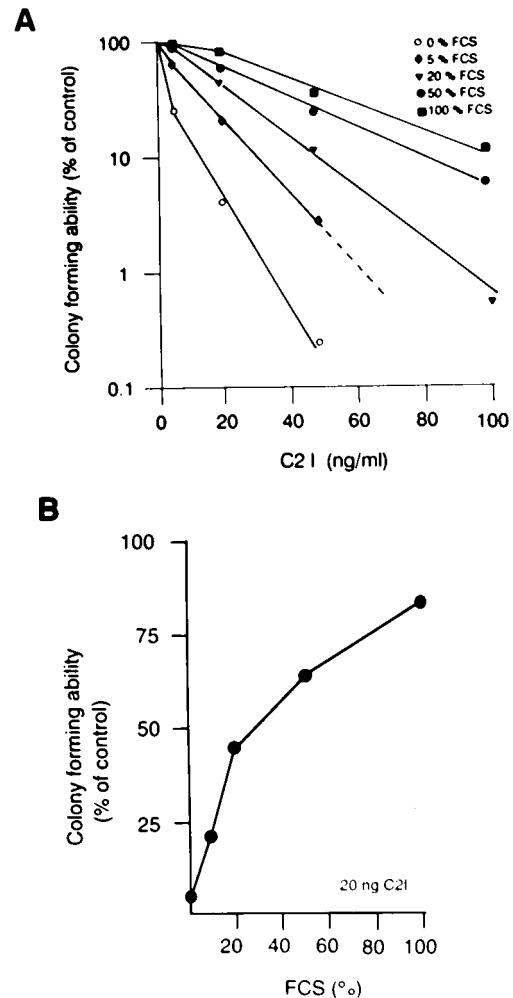 A
Colony forming ability (% of control)
100
10
1
0.1
0 20 40 60 80 100
C2 I (ng/ml)
0 % FCS
5 % FCS
20 % FCS
50 % FCS
100 % FCS
B
Colony forming ability
(% of control)
100
75
50
25
20 ng C2I
20 40 60 80 100
FCS (%)